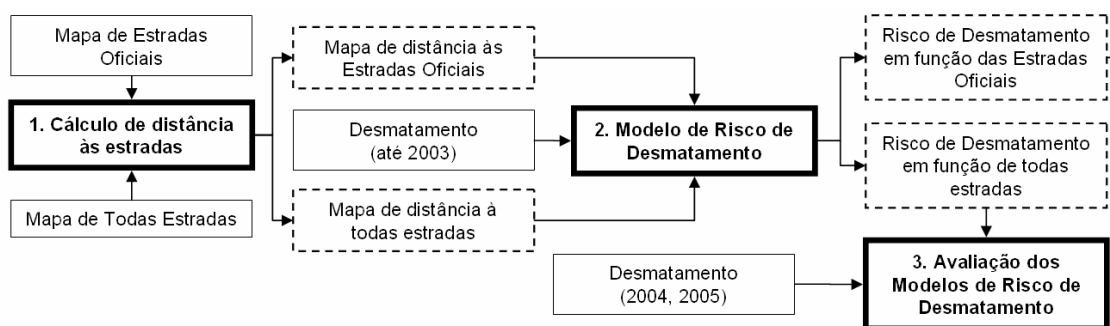 Mapa de Estradas
Oficiais
1. Cálculo de distância
às estradas
Mapa de Todas Estradas
Mapa de distância às
Estradas Oficiais
Desmatamento
(até 2003)
Mapa de distância à
todas estradas
2. Modelo de Risco de
Desmatamento
Risco de Desmatamento
em função das Estradas
Oficiais
Risco de Desmatamento
em função de todas
estradas
Desmatamento
(2004, 2005)
3. Avaliação dos
Modelos de Risco de
Desmatamento